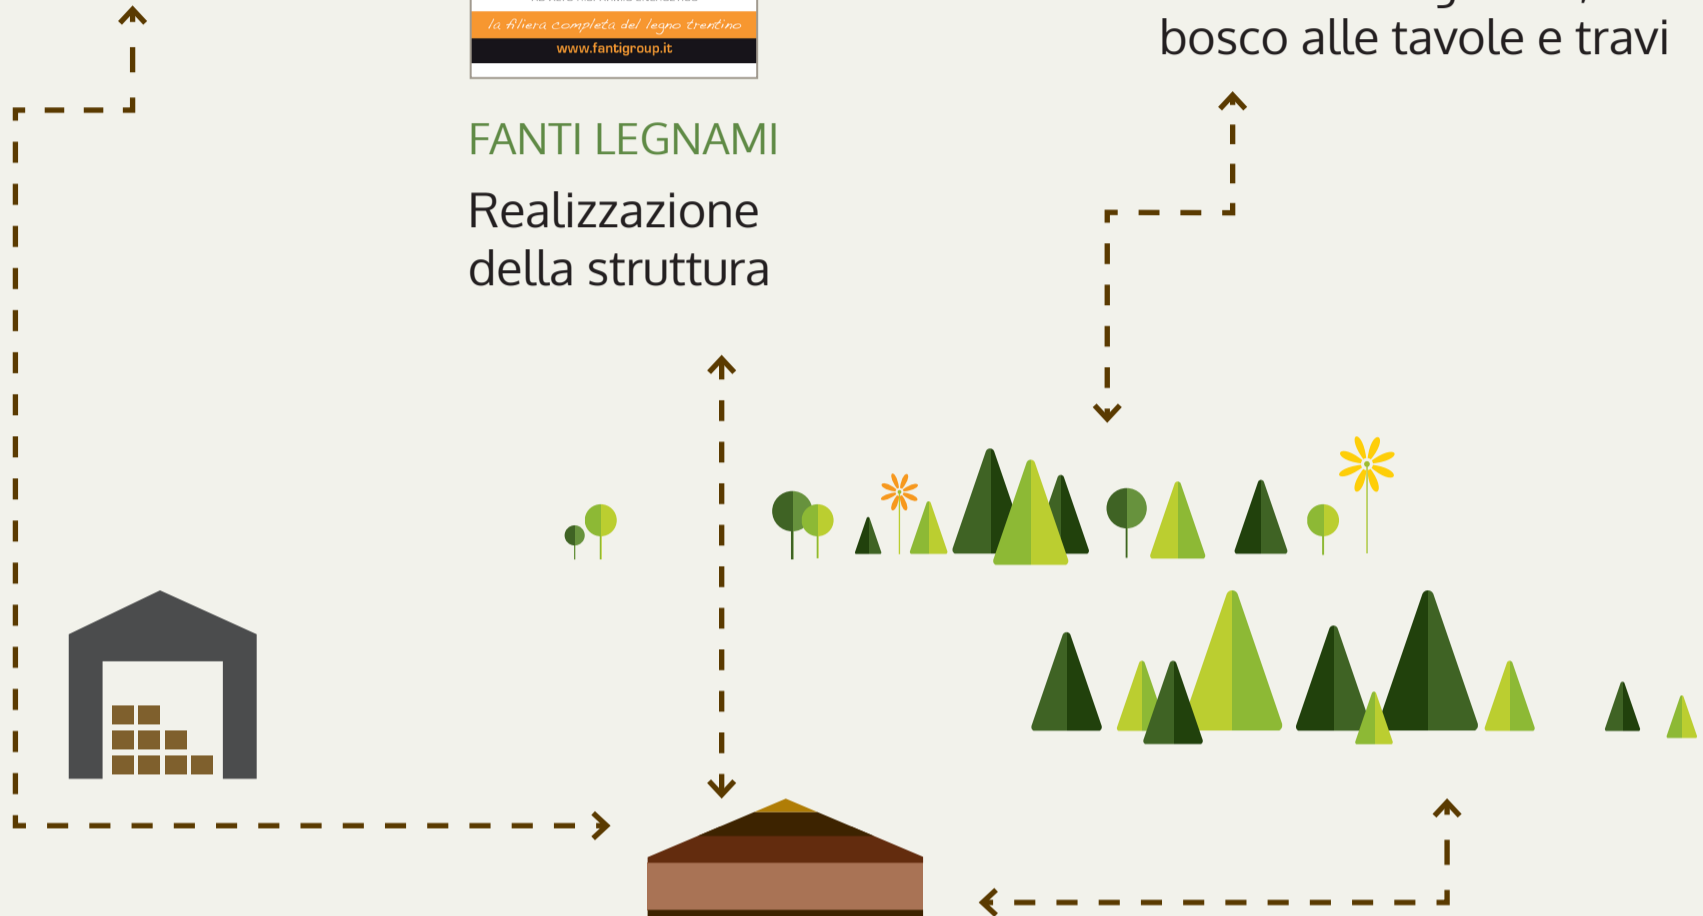 la filiera completa del legno trentino
www.fantigroup.it
bosco alle tavole e travi
FANTI LEGNAMI
Realizzazione
della struttura